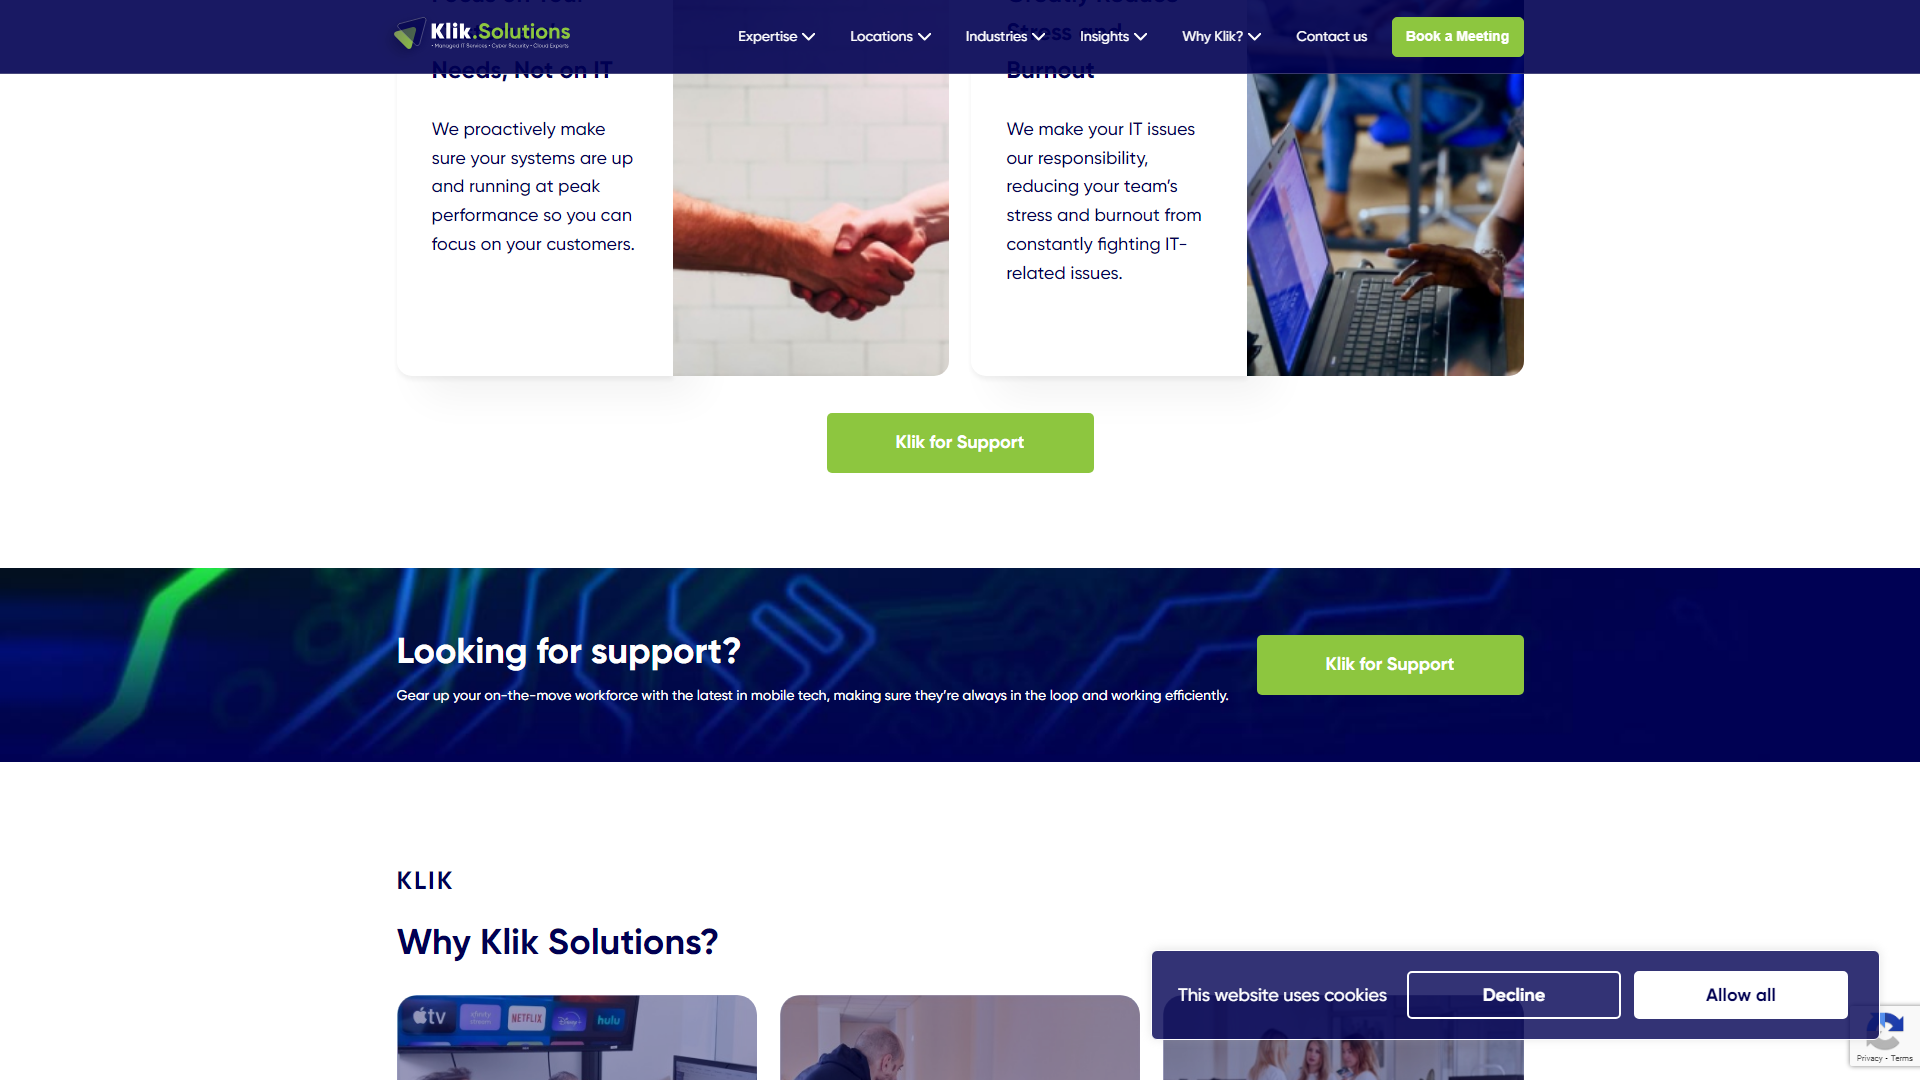 Klik.Solutions
• Managed IT Services • Cyber Security • Cloud Experts
Expertise
Locations
Industries
Insights
Why Klik?
Contact us
Book a Meeting
Needs, Not on IT
We proactively make
sure your systems are up
and running at peak
performance so you can
focus on your customers.
Burnout
We make your IT issues
our responsibility,
reducing your team’s
stress and burnout from
constantly fighting IT-
related issues.
Klik for Support
Looking for support?
Gear up your on-the-move workforce with the latest in mobile tech, making sure they’re always in the loop and working efficiently.
Klik for Support
KLIK
Why Klik Solutions?
tv
xfinity
stream
NETFLIX
Disney+
hulu
This website uses cookies
Decline
Allow all
Privacy - Terms